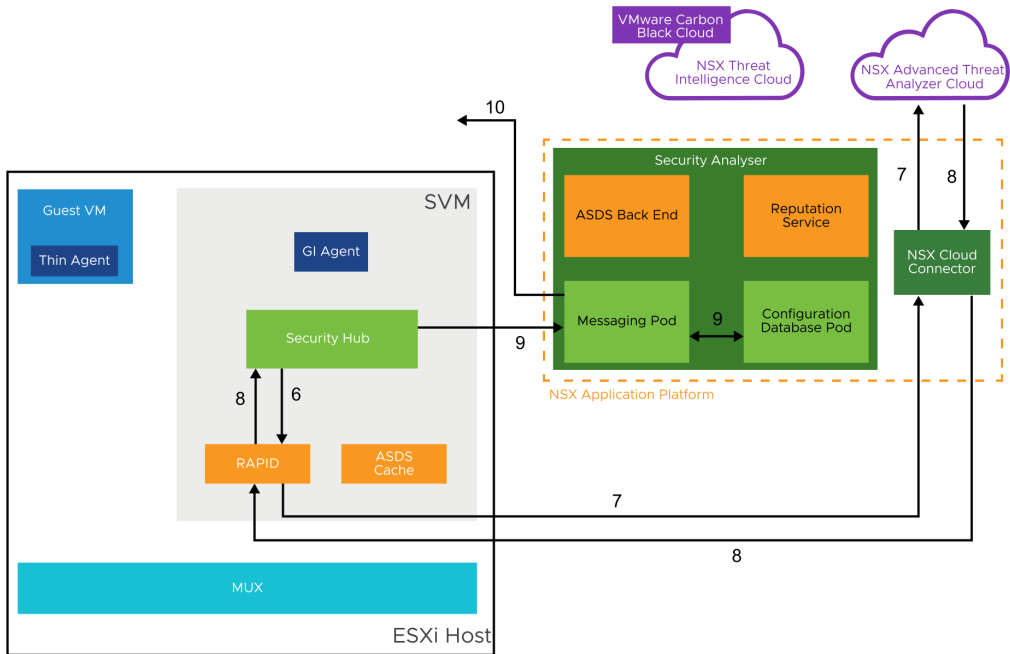 VMware Carbon
Black Cloud
NSX Threat
Intelligence Cloud
NSX Advanced Threat
Analyzer Cloud
10
7
8
Security Analyser
ASDS Back End
Reputation
Service
NSX Cloud
Connector
Messaging Pod
9
Configuration
Database Pod
9
NSX Application Platform
Guest VM
Thin Agent
SVM
GI Agent
Security Hub
8
6
RAPID
ASDS
Cache
7
8
MUX
ESXi Host